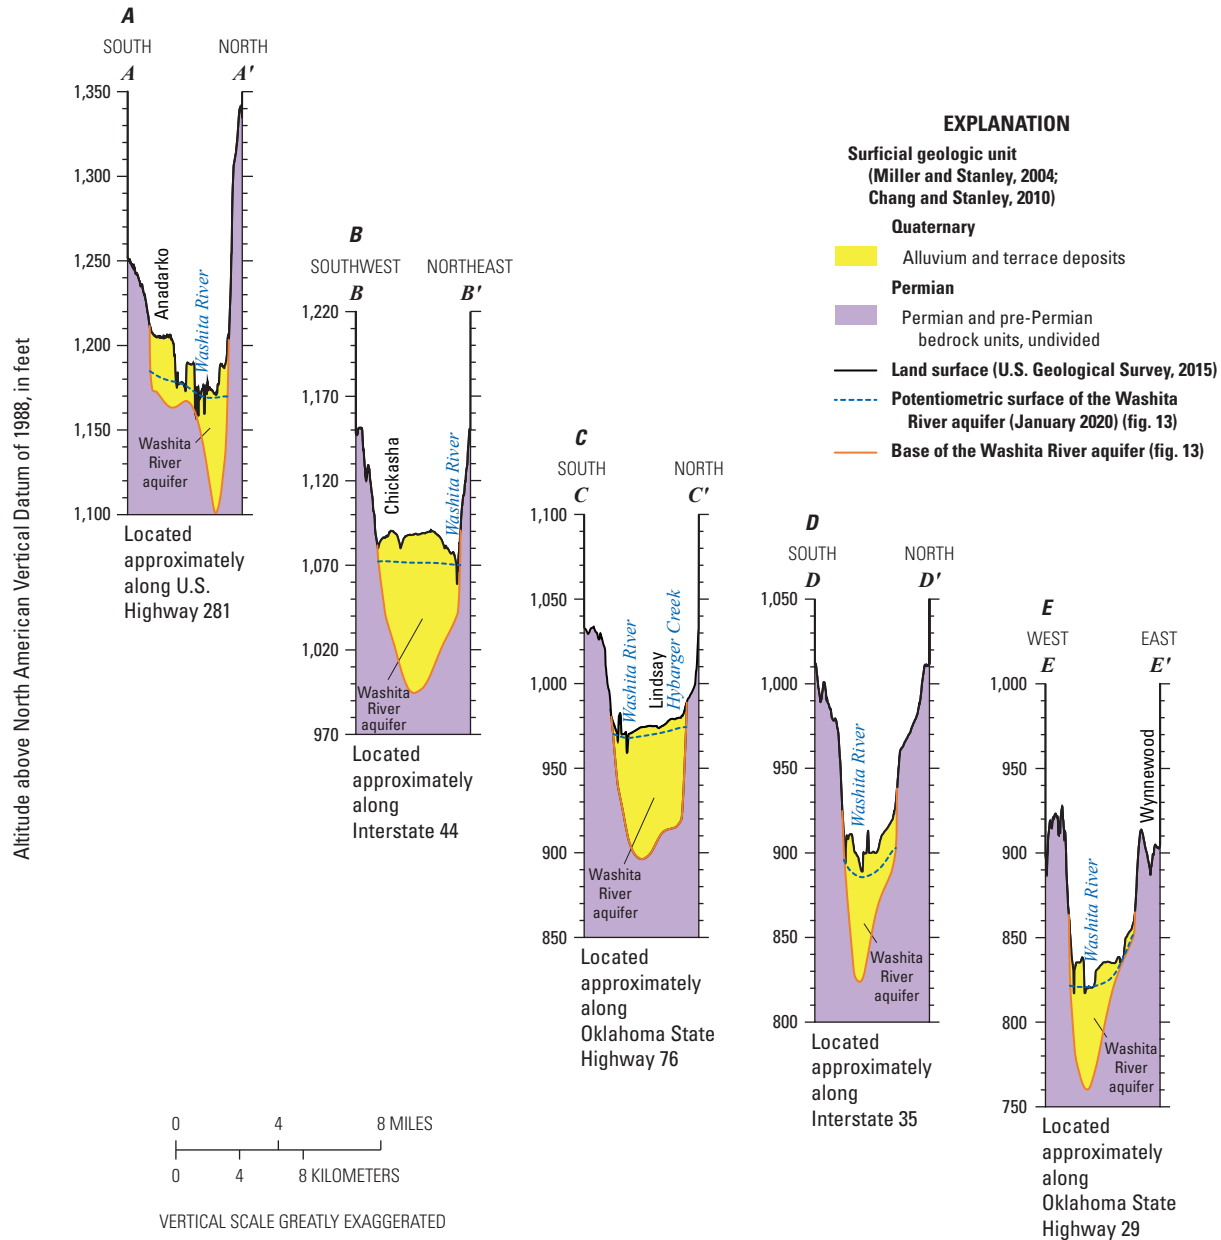 Altitude above North American Vertical Datum of 1988, in feet
A
SOUTH NORTH
A A′
1,350
1,300
1,250
1,200
1,150
1,100
Anadarko
Washita River
Washita
River
aquifer
Located
approximately
along U.S.
Highway 281
B
SOUTHWEST NORTHEAST
B B′
1,220
1,170
1,120
1,070
1,020
970
Chickasha
Washita River
Washita
River
aquifer
Located
approximately
along
Interstate 44
C
SOUTH NORTH
C C′
1,100
1,050
1,000
950
900
850
Washita River
Lindsay
Hybarger Creek
Washita
River
aquifer
Located
approximately
along
Oklahoma State
Highway 76
D
SOUTH NORTH
D D′
1,050
1,000
950
900
850
800
Washita River
Washita
River
aquifer
Located
approximately
along
Interstate 35
E
WEST EAST
E E′
1,000
950
900
850
800
750
Washita River
Wynnewood
Washita
River
aquifer
Located
approximately
along
Oklahoma State
Highway 29
EXPLANATION
Surficial geologic unit
(Miller and Stanley, 2004;
Chang and Stanley, 2010)
Quaternary
Alluvium and terrace deposits
Permian
Permian and pre-Permian
bedrock units, undivided
Land surface (U.S. Geological Survey, 2015)
Potentiometric surface of the Washita
River aquifer (January 2020) (fig. 13)
Base of the Washita River aquifer (fig. 13)
0 4 8 MILES
0 4 8 KILOMETERS
VERTICAL SCALE GREATLY EXAGGERATED